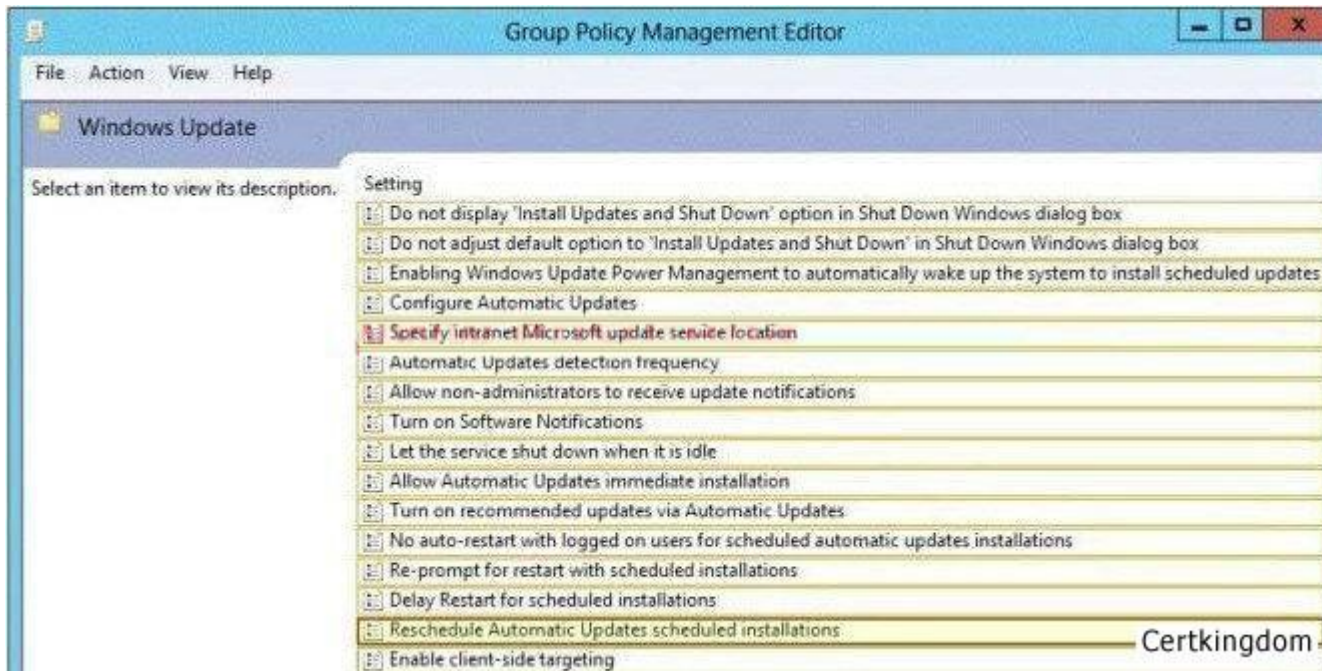 Group Policy Management Editor
File Action View Help
Windows Update
Select an item to view its description.
Setting
Do not display 'Install Updates and Shut Down' option in Shut Down Windows dialog box
Do not adjust default option to 'Install Updates and Shut Down' in Shut Down Windows dialog box
Enabling Windows Update Power Management to automatically wake up the system to install scheduled updates
Configure Automatic Updates
Specify intranet Microsoft update service location
Automatic Updates detection frequency
Allow non-administrators to receive update notifications
Turn on Software Notifications
Let the service shut down when it is idle
Allow Automatic Updates immediate installation
Turn on recommended updates via Automatic Updates
No auto-restart with logged on users for scheduled automatic updates installations
Re-prompt for restart with scheduled installations
Delay Restart for scheduled installations
Reschedule Automatic Updates scheduled installations
Enable client-side targeting
Certkingdom